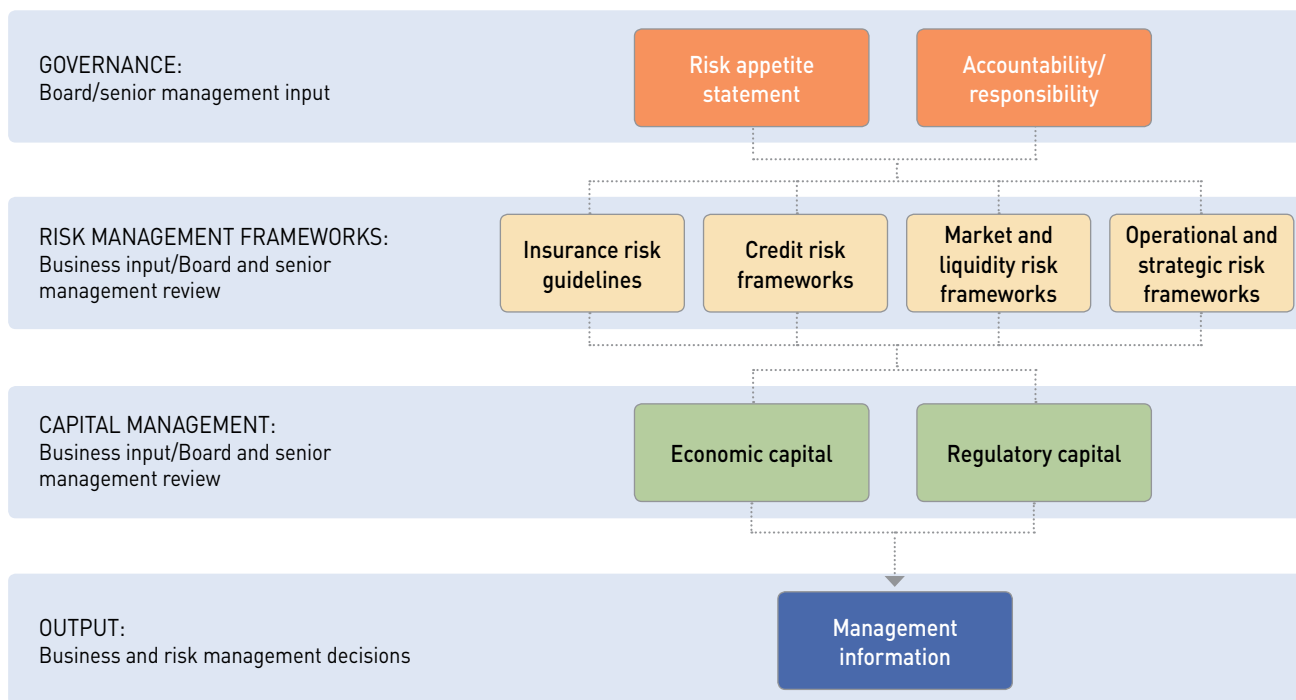 GOVERNANCE:
Board/senior management input
Risk appetite
statement
Accountability/
responsibility
RISK MANAGEMENT FRAMEWORKS:
Business input/Board and senior
management review
Insurance risk
guidelines
Credit risk
frameworks
Market and
liquidity risk
frameworks
Operational and
strategic risk
frameworks
CAPITAL MANAGEMENT:
Business input/Board and senior
management review
Economic capital
Regulatory capital
OUTPUT:
Business and risk management decisions
Management
information